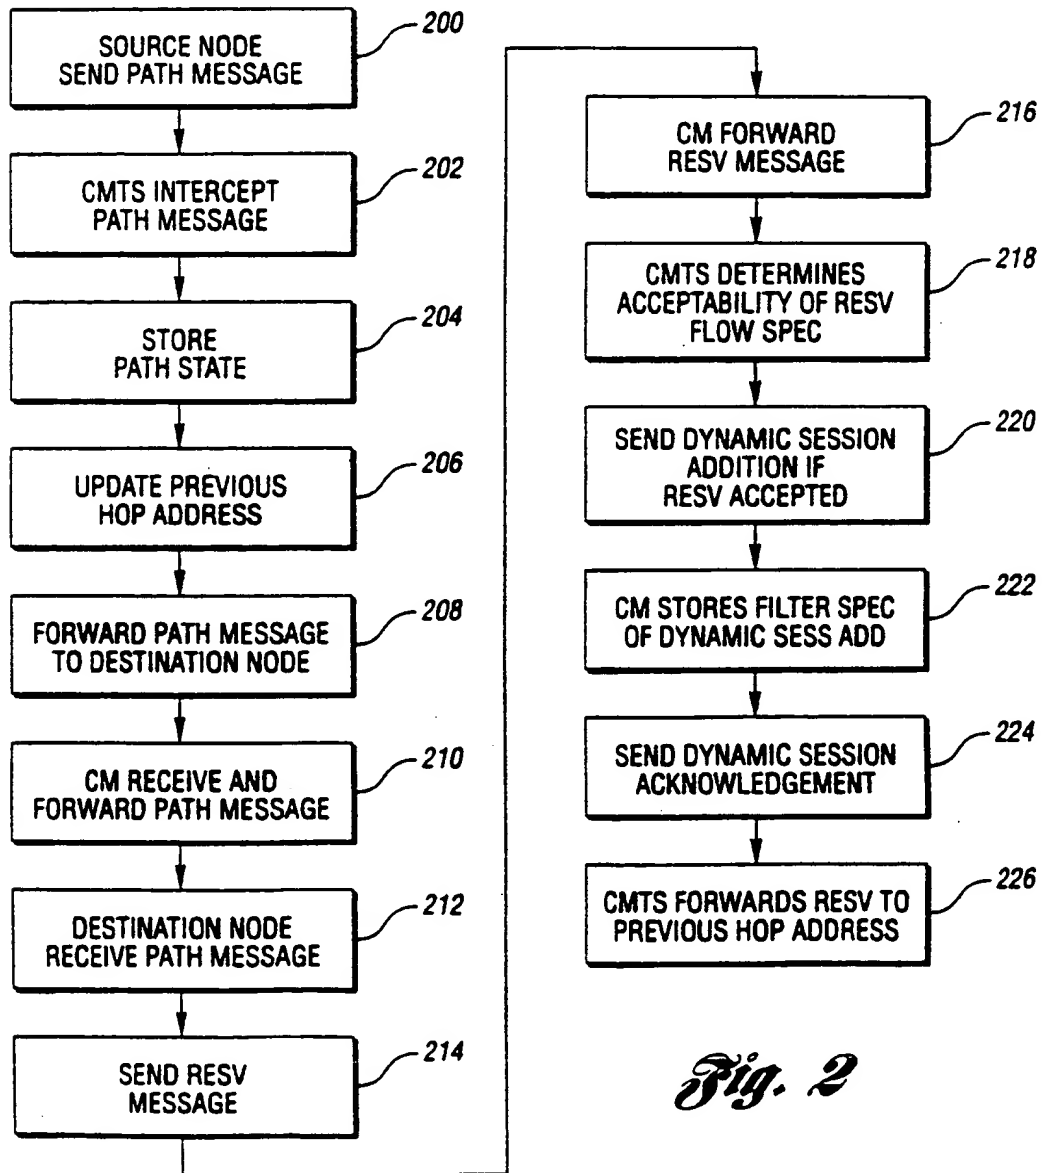 SOURCE NODE
SEND PATH MESSAGE
200
CMTS INTERCEPT
PATH MESSAGE
202
STORE
PATH STATE
204
UPDATE PREVIOUS
HOP ADDRESS
206
FORWARD PATH MESSAGE
TO DESTINATION NODE
208
CM RECEIVE AND
FORWARD PATH MESSAGE
210
DESTINATION NODE
RECEIVE PATH MESSAGE
212
SEND RESV
MESSAGE
214
CM FORWARD
RESV MESSAGE
216
CMTS DETERMINES
ACCEPTABILITY OF RESV
FLOW SPEC
218
SEND DYNAMIC SESSION
ADDITION IF
RESV ACCEPTED
220
CM STORES FILTER SPEC
OF DYNAMIC SESS ADD
222
SEND DYNAMIC SESSION
ACKNOWLEDGEMENT
224
CMTS FORWARDS RESV TO
PREVIOUS HOP ADDRESS
226
Fig. 2